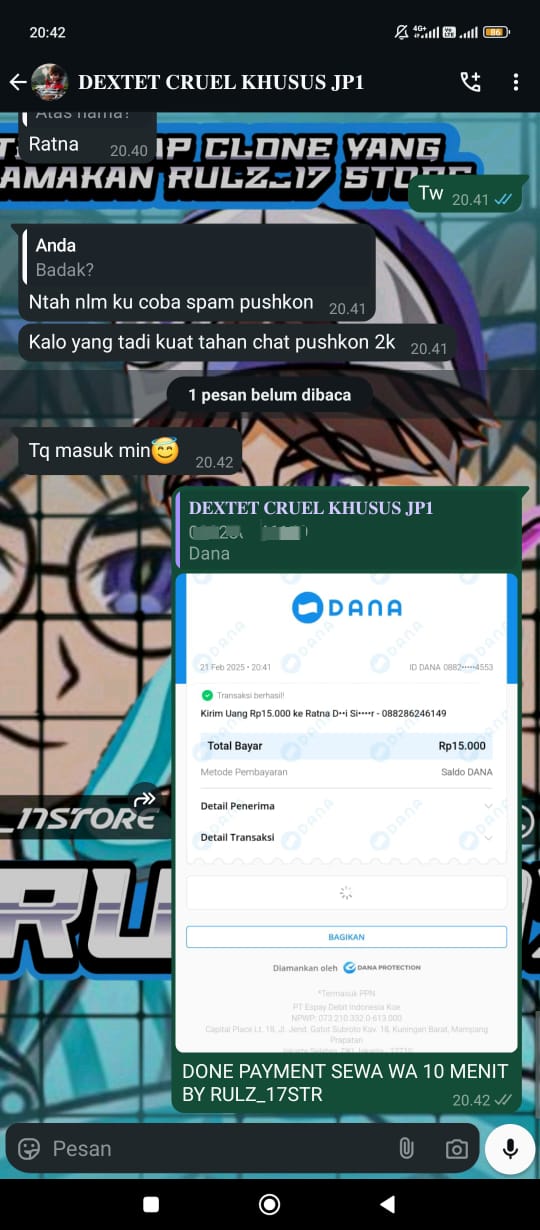 20:42
4G+
86
DEXTET CRUEL KHUSUS JP1
Atas nama?
Ratna 20.40
AP CLONE YANG
AMAKAN RULZ_17 STORE
Tw 20.41
Anda
Badak?
Ntah nlm ku coba spam pushkon 20.41
Kalo yang tadi kuat tahan chat pushkon 2k 20.41
1 pesan belum dibaca
Tq masuk min😇 20.42
DEXTET CRUEL KHUSUS JP1
Dana
DANA
21 Feb 2025 • 20:41 ID DANA 0882•••••4553
Transaksi berhasil!
Kirim Uang Rp15.000 ke Ratna D••i Si••••r - 088286246149
Total Bayar Rp15.000
Metode Pembayaran Saldo DANA
Detail Penerima
Detail Transaksi
_17STORE
RU
BAGIKAN
Diamankan oleh DANA PROTECTION
*Termasuk PPN
PT Espay Debit Indonesia Koe
NPWP: 073.210.332.0-613.000
Capital Place Lt. 18, Jl. Jend. Gatot Subroto Kav. 18, Kuningan Barat, Mampang
Prapatan
DONE PAYMENT SEWA WA 10 MENIT
BY RULZ_17STR
20.42
Pesan